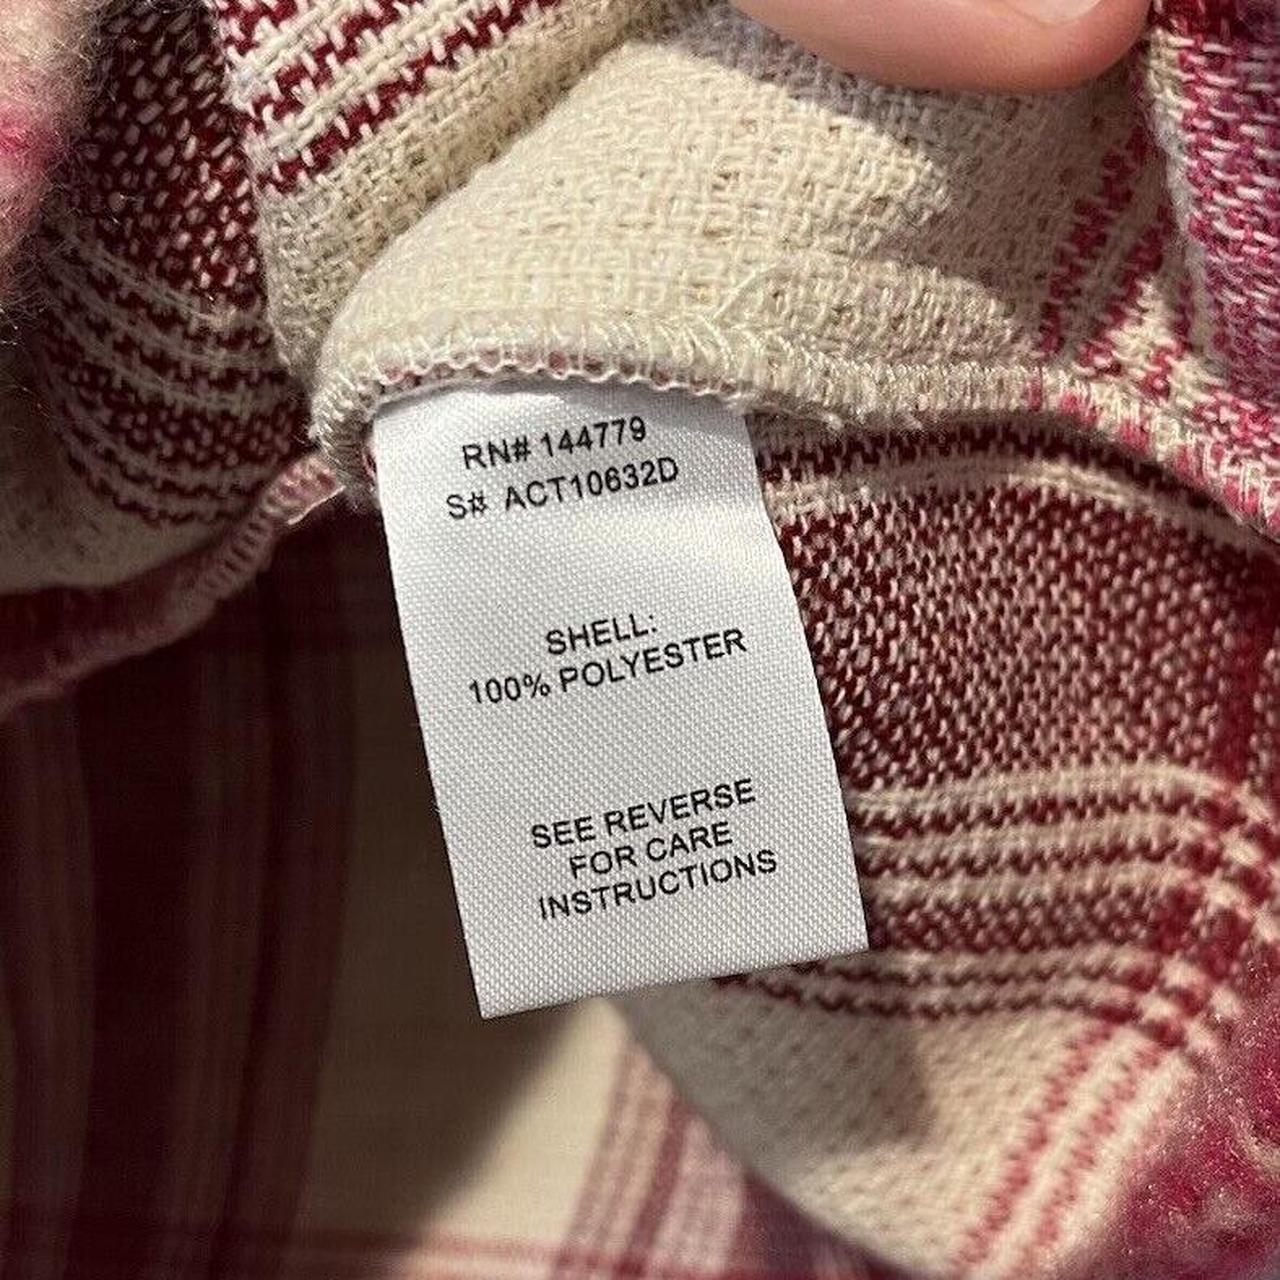 RN# 144779
S# ACT10632D
SHELL:
100% POLYESTER
SEE REVERSE
FOR CARE
INSTRUCTIONS